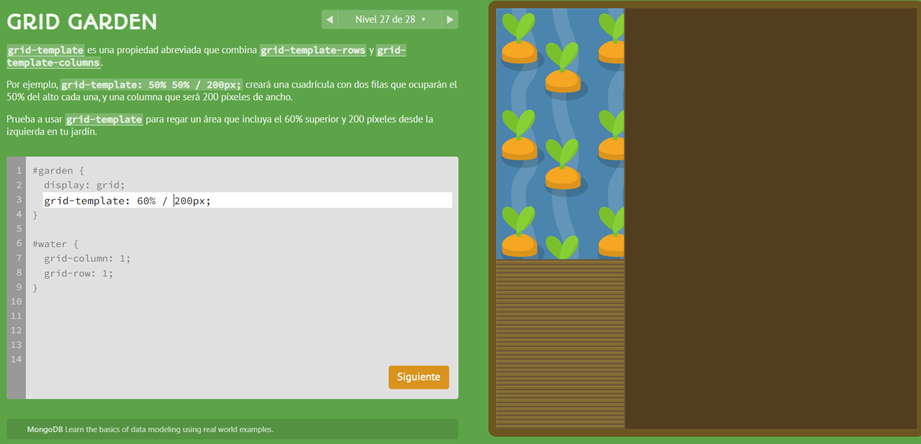 GRID GARDEN
Nivel 27 de 28
grid-template es una propiedad abreviada que combina grid-template-rows y grid-
template-columns.
Por ejemplo, grid-template: 50% 50% / 200px; creará una cuadrícula con dos filas que ocuparán el
50% del alto cada una, y una columna que será 200 píxeles de ancho.
Prueba a usar grid-template para regar un área que incluya el 60% superior y 200 píxeles desde la
izquierda en tu jardín.
1 #garden {
2 display: grid;
3 grid-template: 60% / 200px;
4 }
5
6 #water {
7 grid-column: 1;
8 grid-row: 1;
9 }
10
11
12
13
14
Siguiente
MongoDB Learn the basics of data modeling using real world examples.